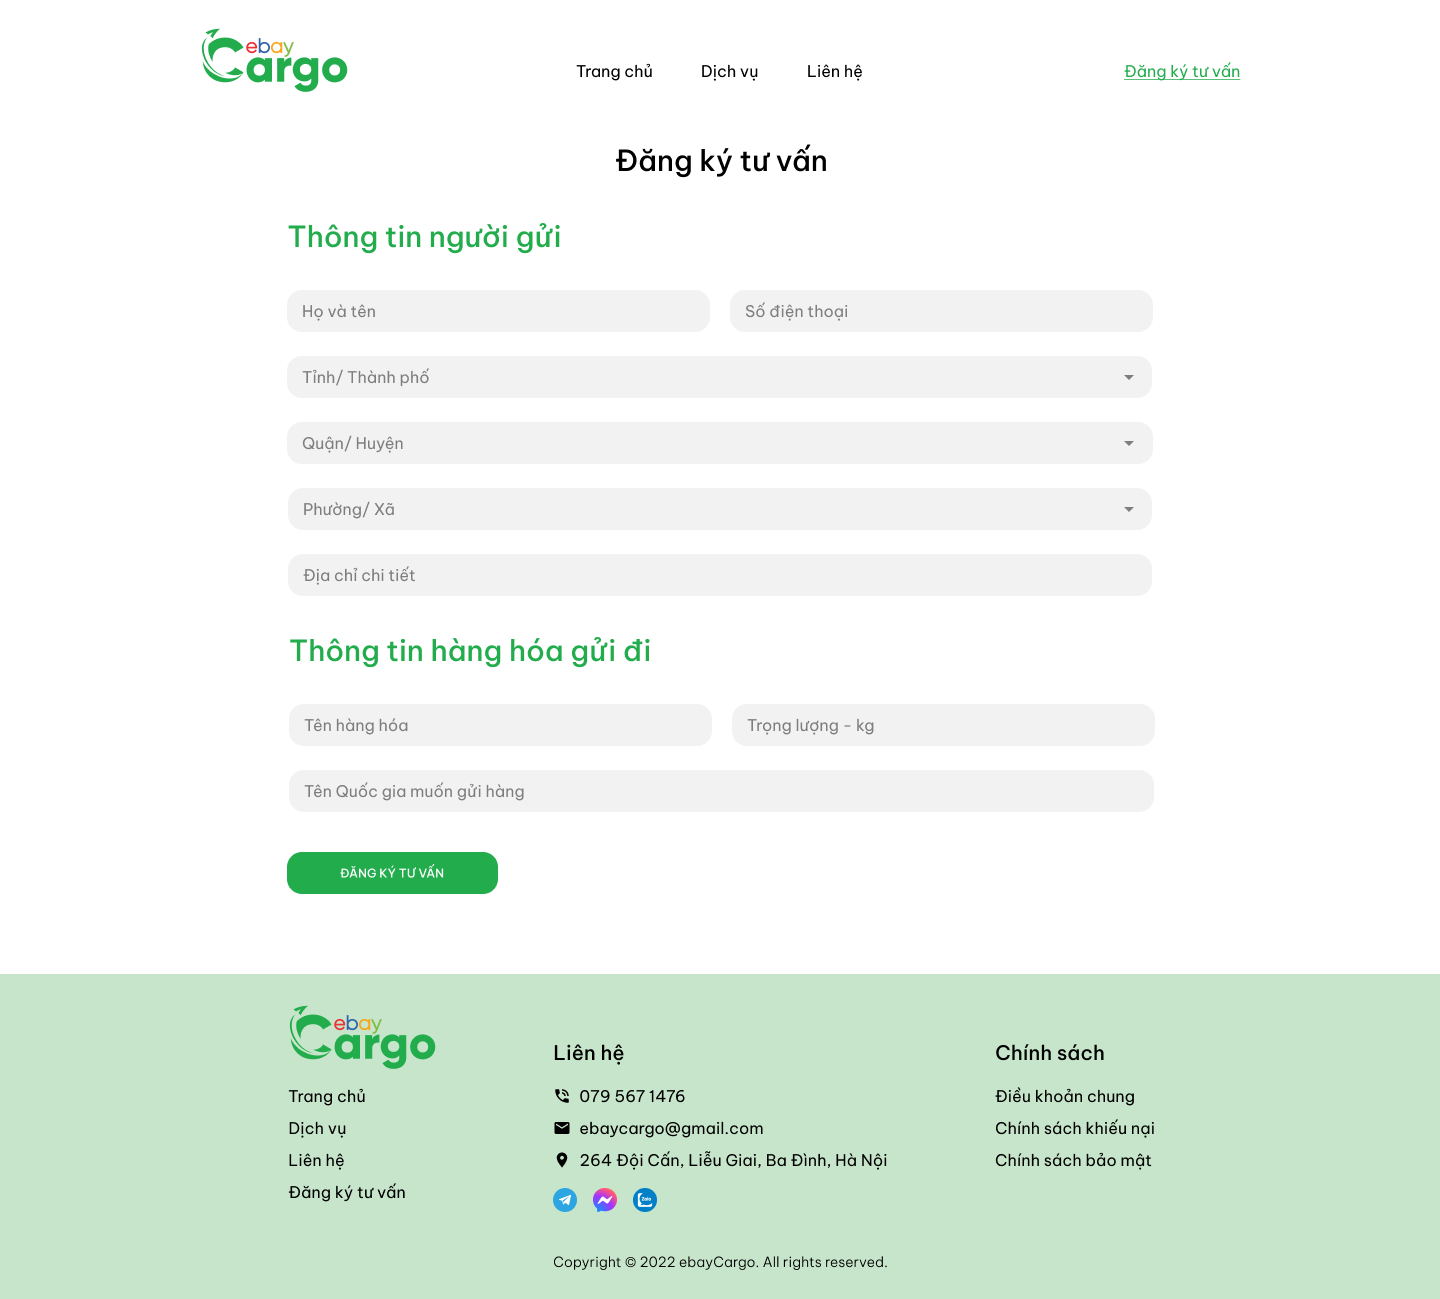 ebay
Cargo
Trang chủ
Dịch vụ
Liên hệ
Đăng ký tư vấn
Đăng ký tư vấn
Thông tin người gửi
Họ và tên
Số điện thoại
Tỉnh/ Thành phố
Quận/ Huyện
Phường/ Xã
Địa chỉ chi tiết
Thông tin hàng hóa gửi đi
Tên hàng hóa
Trọng lượng - kg
Tên Quốc gia muốn gửi hàng
ĐĂNG KÝ TƯ VẤN
ebay
Cargo
Trang chủ
Dịch vụ
Liên hệ
Đăng ký tư vấn
Liên hệ
079 567 1476
ebaycargo@gmail.com
264 Đội Cấn, Liễu Giai, Ba Đình, Hà Nội
Zalo
Chính sách
Điều khoản chung
Chính sách khiếu nại
Chính sách bảo mật
Copyright © 2022 ebayCargo. All rights reserved.